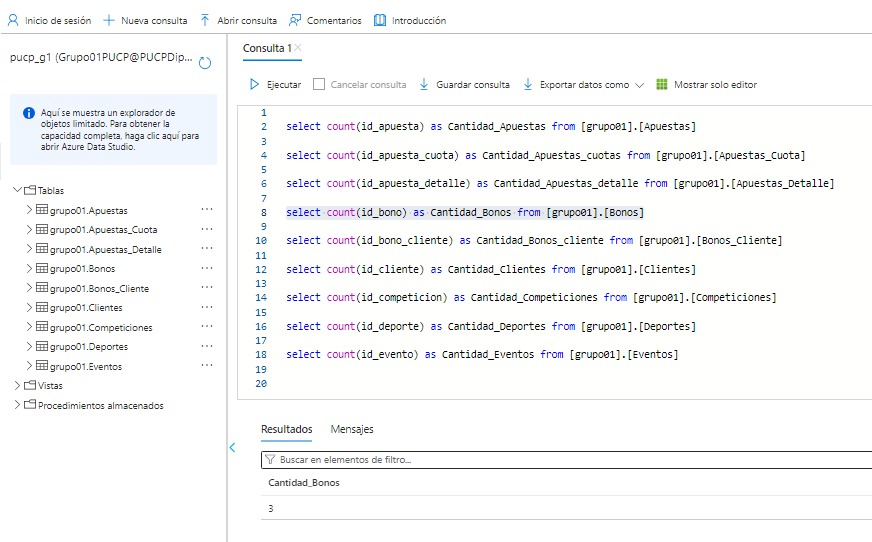 Inicio de sesión
Nueva consulta
Abrir consulta
Comentarios
Introducción
pucp_g1 (Grupo01PUCP@PUCPDip...
Aquí se muestra un explorador de
objetos limitado. Para obtener la
capacidad completa, haga clic aquí para
abrir Azure Data Studio.
Tablas
grupo01.Apuestas ...
grupo01.Apuestas_Cuota ...
grupo01.Apuestas_Detalle ...
grupo01.Bonos ...
grupo01.Bonos_Cliente ...
grupo01.Clientes ...
grupo01.Competiciones ...
grupo01.Deportes ...
grupo01.Eventos ...
Vistas
Procedimientos almacenados
Consulta 1
Ejecutar
Cancelar consulta
Guardar consulta
Exportar datos como
Mostrar solo editor
1
2 select count(id_apuesta) as Cantidad_Apuestas from [grupo01].[Apuestas]
3
4 select count(id_apuesta_cuota) as Cantidad_Apuestas_cuotas from [grupo01].[Apuestas_Cuota]
5
6 select count(id_apuesta_detalle) as Cantidad_Apuestas_detalle from [grupo01].[Apuestas_Detalle]
7
8 select count(id_bono) as Cantidad_Bonos from [grupo01].[Bonos]
9
10 select count(id_bono_cliente) as Cantidad_Bonos_cliente from [grupo01].[Bonos_Cliente]
11
12 select count(id_cliente) as Cantidad_Clientes from [grupo01].[Clientes]
13
14 select count(id_competicion) as Cantidad_Competiciones from [grupo01].[Competiciones]
15
16 select count(id_deporte) as Cantidad_Deportes from [grupo01].[Deportes]
17
18 select count(id_evento) as Cantidad_Eventos from [grupo01].[Eventos]
19
20
Resultados
Mensajes
Buscar en elementos de filtro...
Cantidad_Bonos
3